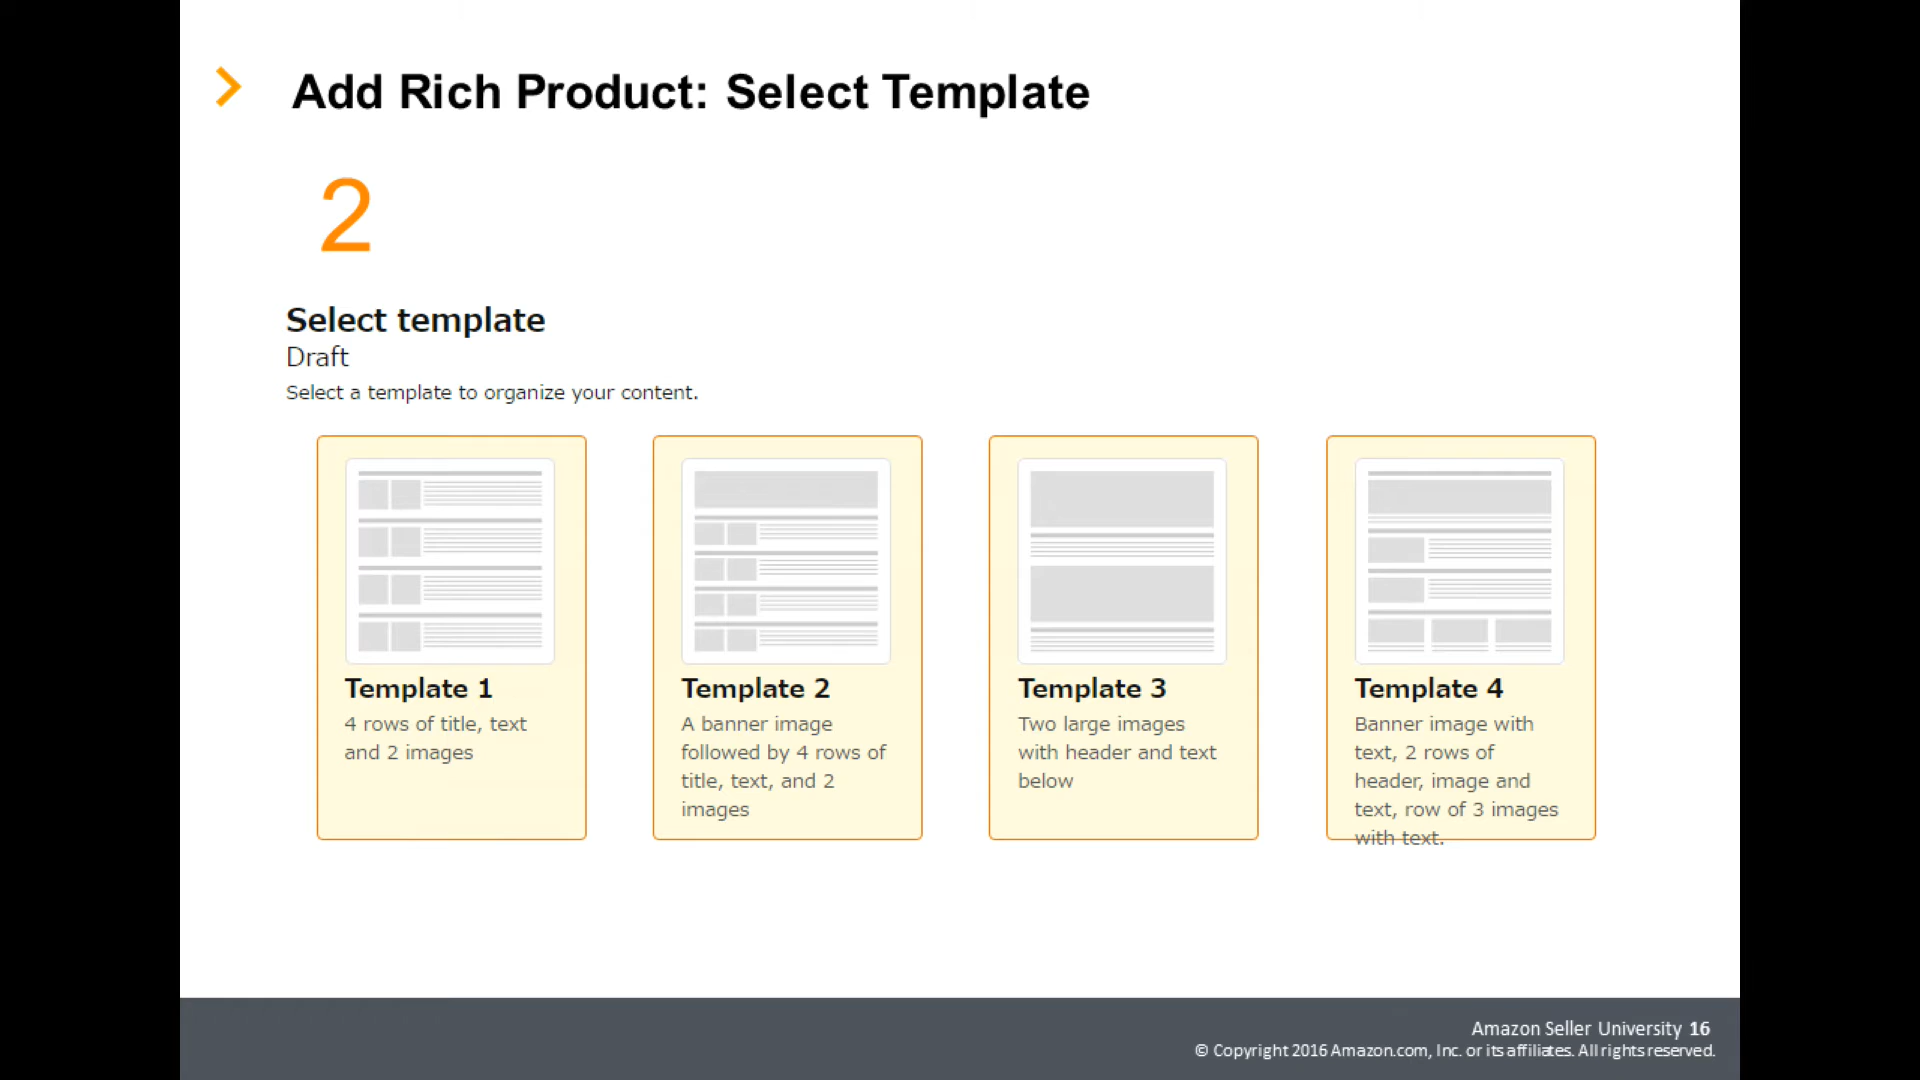 Add Rich Product: Select Template
2
Select template
Draft
Select a template to organize your content.
Template 1
4 rows of title, text
and 2 images
Template 2
A banner image
followed by 4 rows of
title, text, and 2
images
Template 3
Two large images
with header and text
below
Template 4
Banner image with
text, 2 rows of
header, image and
text, row of 3 images
with text.
Amazon Seller University 16
© Copyright 2016 Amazon.com, Inc. or its affiliates. All rights reserved.